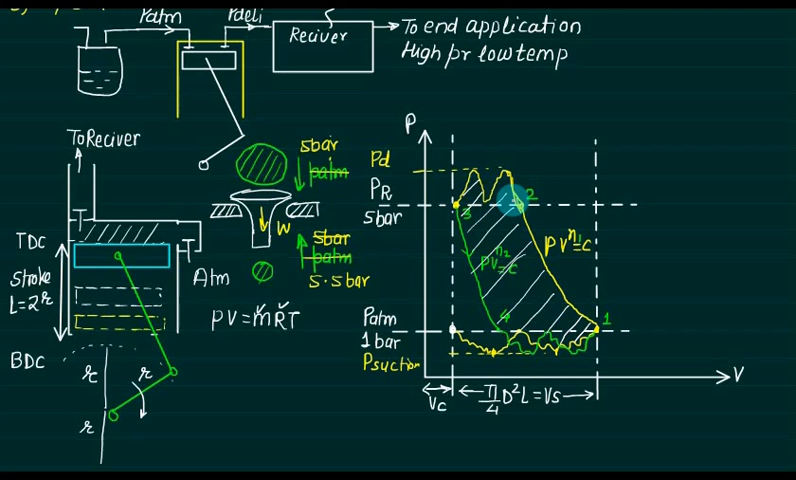 Patm
Pdeli
Reciver
To end application
High pr low temp
To Reciver
TDC
Stroke
L=2r
BDC
Atm
r
r
r
5bar
patm
W
5bar
patm
5.5bar
PV=mRT
P
Pd
PR
5bar
2
3
PVⁿ¹=C
PVⁿ²=C
4
1
Patm
1bar
Psuction
V
Vc
π/4 D²L=Vs